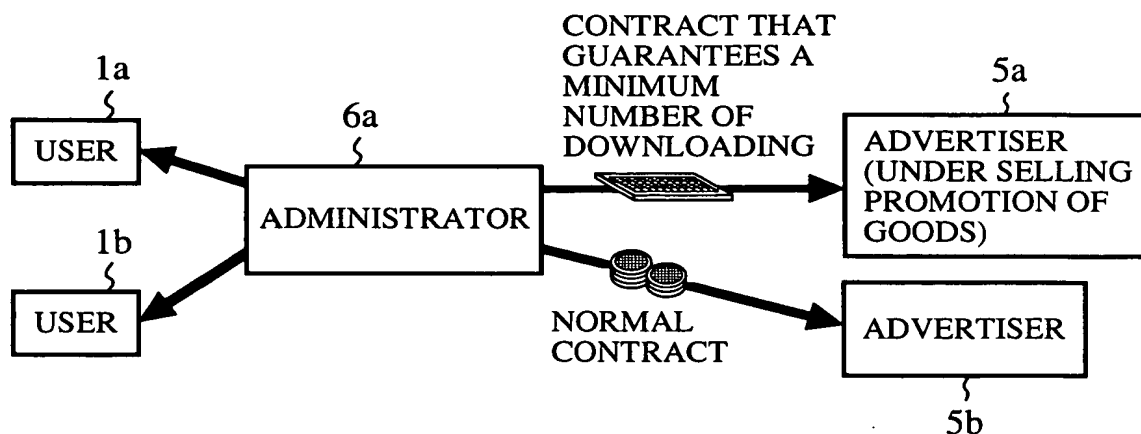 1a
USER
1b
USER
6a
ADMINISTRATOR
CONTRACT THAT
GUARANTEES A
MINIMUM
NUMBER OF
DOWNLOADING
NORMAL
CONTRACT
5a
ADVERTISER
(UNDER SELLING
PROMOTION OF
GOODS)
ADVERTISER
5b